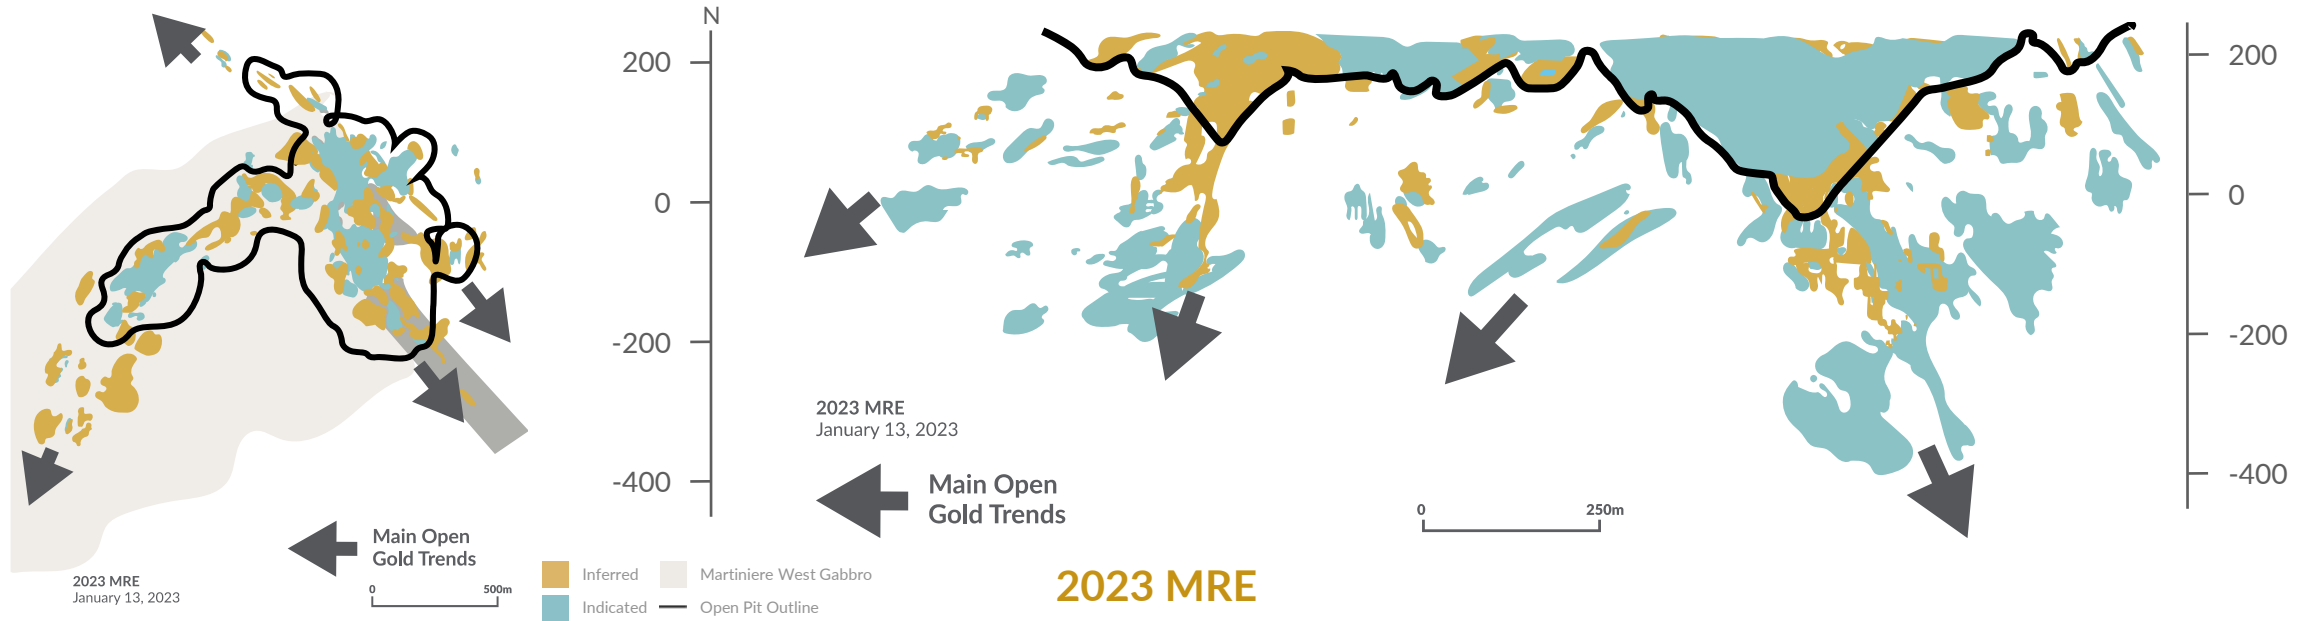 N
200
0
-200
-400
200
0
-200
-400
2023 MRE
January 13, 2023
Main Open
Gold Trends
0 250m
Main Open
Gold Trends
2023 MRE
January 13, 2023
0 500m
Inferred
Martiniere West Gabbro
Indicated
Open Pit Outline
2023 MRE